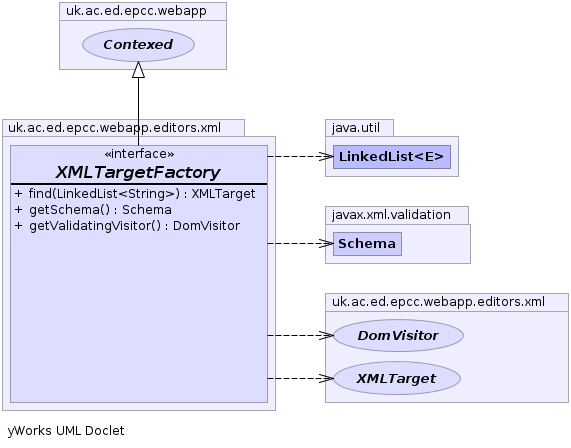 uk.ac.ed.epcc.webapp
Contexed
uk.ac.ed.epcc.webapp.editors.xml
«interface»
XMLTargetFactory
+ find(LinkedList<String>) : XMLTarget
+ getSchema() : Schema
+ getValidatingVisitor() : DomVisitor
java.util
LinkedList<E>
javax.xml.validation
Schema
uk.ac.ed.epcc.webapp.editors.xml
DomVisitor
XMLTarget
yWorks UML Doclet